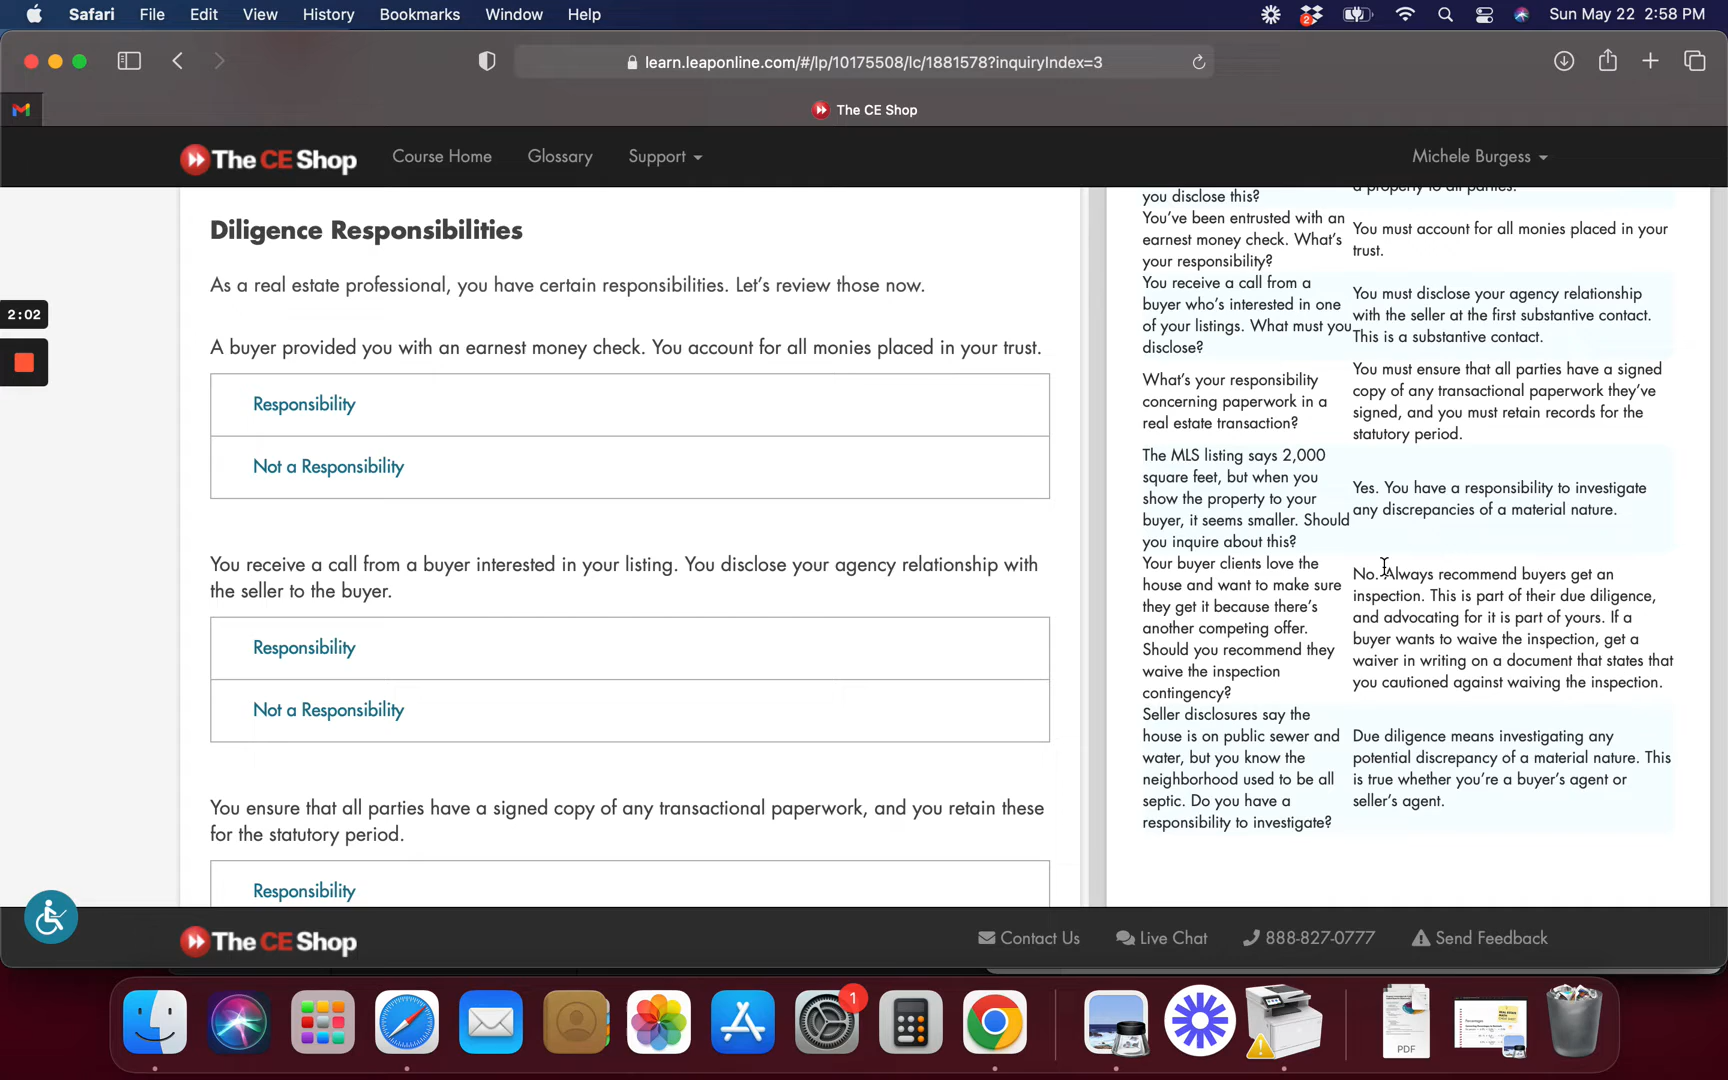 Safari File Edit View History Bookmarks Window Help
2 Sun May 22 2:58 PM
learn.leaponline.com/#/lp/10175508/lc/1881578?inquiryIndex=3
The CE Shop
The CE Shop Course Home Glossary Support Michele Burgess
2:02
Diligence Responsibilities
As a real estate professional, you have certain responsibilities. Let's review those now.
A buyer provided you with an earnest money check. You account for all monies placed in your trust.
Responsibility
Not a Responsibility
You receive a call from a buyer interested in your listing. You disclose your agency relationship with
the seller to the buyer.
Responsibility
Not a Responsibility
You ensure that all parties have a signed copy of any transactional paperwork, and you retain these
for the statutory period.
Responsibility
you disclose this?
a property to all parties.
You've been entrusted with an
earnest money check. What's
your responsibility?
You must account for all monies placed in your
trust.
You receive a call from a
buyer who's interested in one
of your listings. What must you
disclose?
You must disclose your agency relationship
with the seller at the first substantive contact.
This is a substantive contact.
What's your responsibility
concerning paperwork in a
real estate transaction?
You must ensure that all parties have a signed
copy of any transactional paperwork they've
signed, and you must retain records for the
statutory period.
The MLS listing says 2,000
square feet, but when you
show the property to your
buyer, it seems smaller. Should
you inquire about this?
Yes. You have a responsibility to investigate
any discrepancies of a material nature.
Your buyer clients love the
house and want to make sure
they get it because there's
another competing offer.
Should you recommend they
waive the inspection
contingency?
No. Always recommend buyers get an
inspection. This is part of their due diligence,
and advocating for it is part of yours. If a
buyer wants to waive the inspection, get a
waiver in writing on a document that states that
you cautioned against waiving the inspection.
Seller disclosures say the
house is on public sewer and
water, but you know the
neighborhood used to be all
septic. Do you have a
responsibility to investigate?
Due diligence means investigating any
potential discrepancy of a material nature. This
is true whether you're a buyer's agent or
seller's agent.
The CE Shop Contact Us Live Chat 888-827-0777 Send Feedback
1
PDF